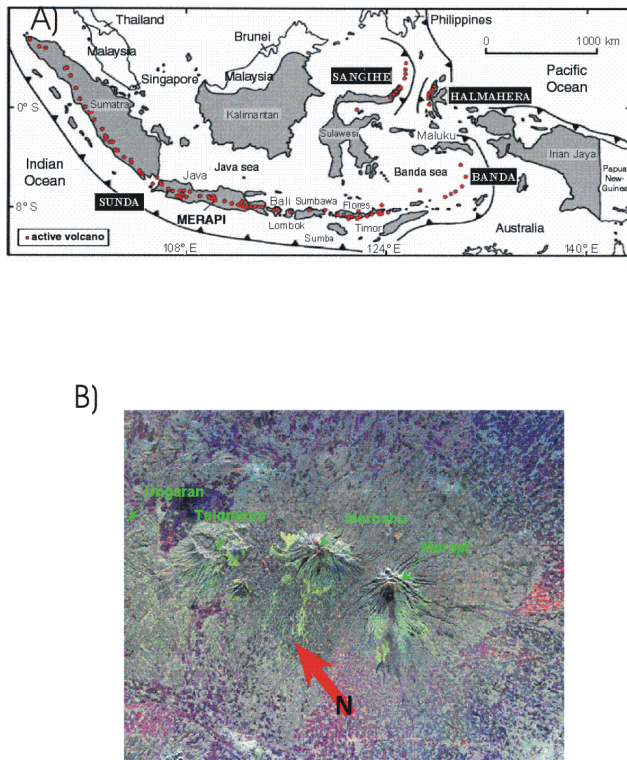 A)
Thailand
Philippines
Brunei
Malaysia
Singapore
Malaysia
SANGIHE
0
1000 km
Pacific
Ocean
0°S
Sumatra
Kalimantan
HALMAHERA
Sulawesi
Maluku
Irian Jaya
Indian
Ocean
Java sea
Banda sea
BANDA
Papua
New-
Guinea
Java
SUNDA
Bali
Sumbawa
Flores
8°S
MERAPI
Lombok
Timor
Australia
Sumba
active volcano
108° E
124° E
140° E
B)
Ungaran
Telomoyo
Merbabu
Merapi
N